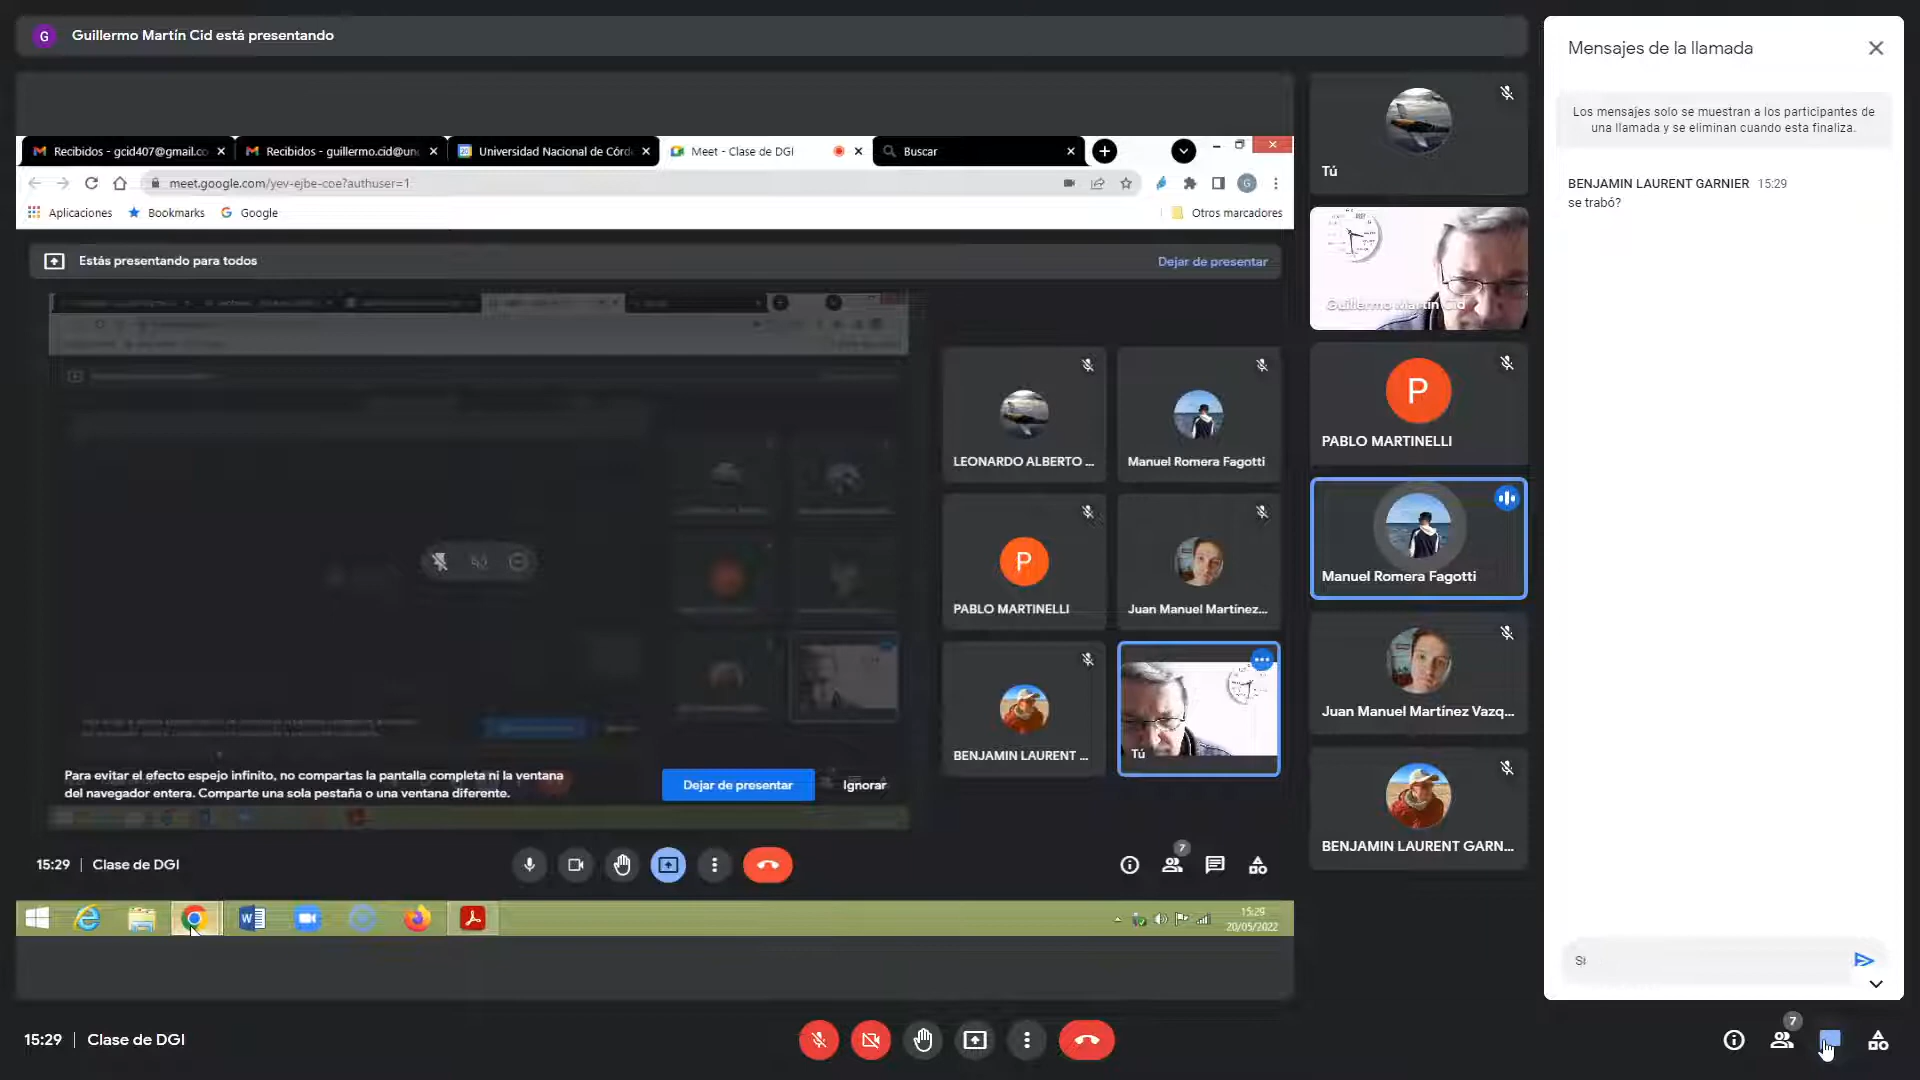 G Guillermo Martín Cid está presentando
Recibidos - gcid407@gmail.co
Recibidos - guillermo.cid@un
Universidad Nacional de Córd
Meet - Clase de DGI
Buscar
meet.google.com/yev-ejbe-coe?authuser=1
G
Aplicaciones
Bookmarks
Google
Otros marcadores
Estás presentando para todos
Dejar de presentar
LEONARDO ALBERTO ...
Manuel Romera Fagotti
P
PABLO MARTINELLI
Juan Manuel Martínez...
BENJAMIN LAURENT ...
Tú
Para evitar el efecto espejo infinito, no compartas la pantalla completa ni la ventana
del navegador entera. Comparte una sola pestaña o una ventana diferente.
Dejar de presentar
Ignorar
15:29 | Clase de DGI
7
15:29
20/05/2022
Tú
Guillermo Martín Cid
P
PABLO MARTINELLI
Manuel Romera Fagotti
Juan Manuel Martínez Vazq...
BENJAMIN LAURENT GARN...
Mensajes de la llamada
Los mensajes solo se muestran a los participantes de
una llamada y se eliminan cuando esta finaliza.
BENJAMIN LAURENT GARNIER 15:29
se trabó?
Si
15:29 | Clase de DGI
7